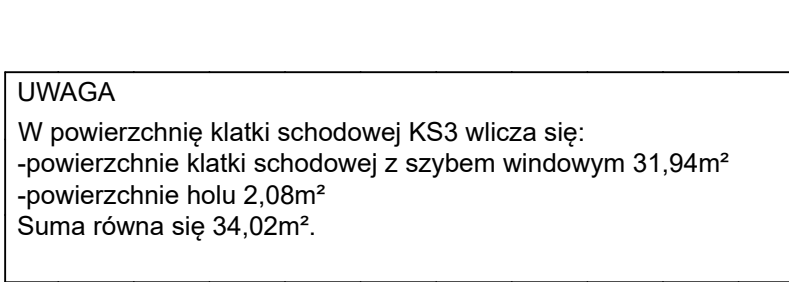 UWAGA
W powierzchnię klatki schodowej KS3 wlicza się:
-powierzchnie klatki schodowej z szybem windowym 31,94m²
-powierzchnie holu 2,08m²
Suma równa się 34,02m².